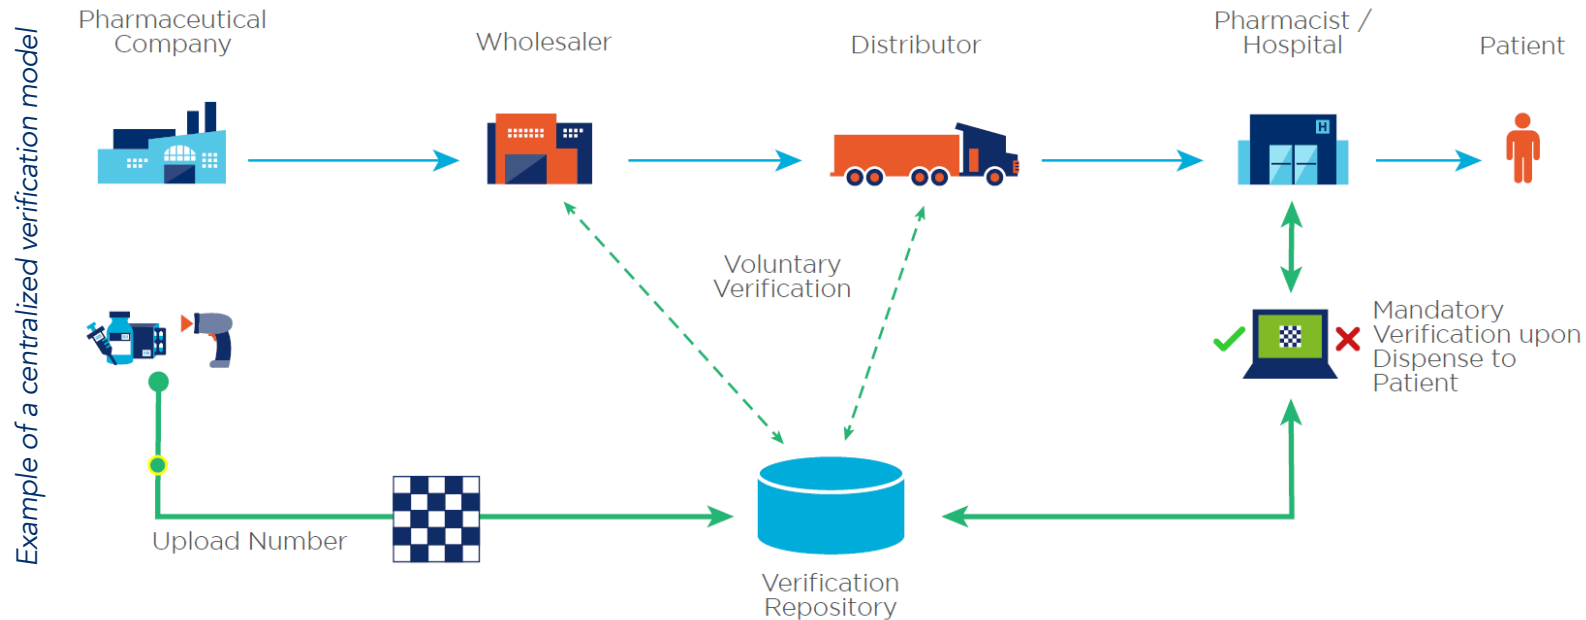 Example of a centralized verification model
Pharmaceutical
Company
Wholesaler
Distributor
Pharmacist /
Hospital
Patient
H
Voluntary
Verification
Mandatory
Verification upon
Dispense to
Patient
Upload Number
Verification
Repository